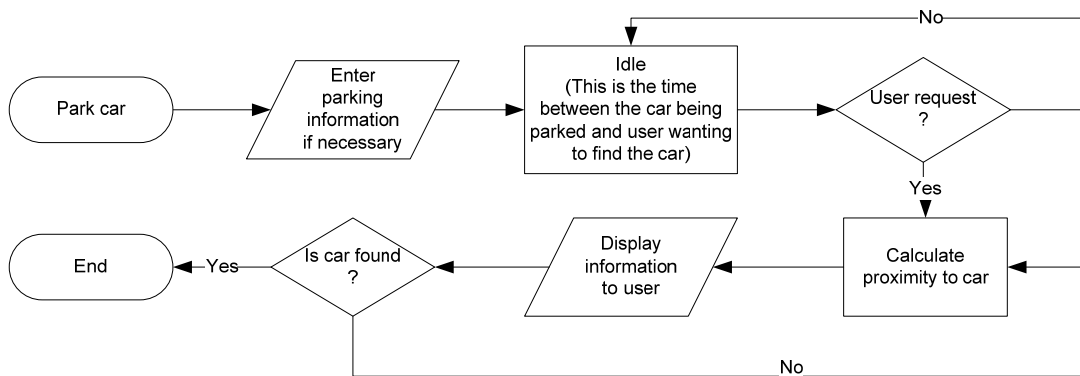 No
Park car
Enter
parking
information
if necessary
Idle
(This is the time
between the car being
parked and user wanting
to find the car)
User request
?
Yes
End
Yes
Is car found
?
Display
information
to user
Calculate
proximity to car
No